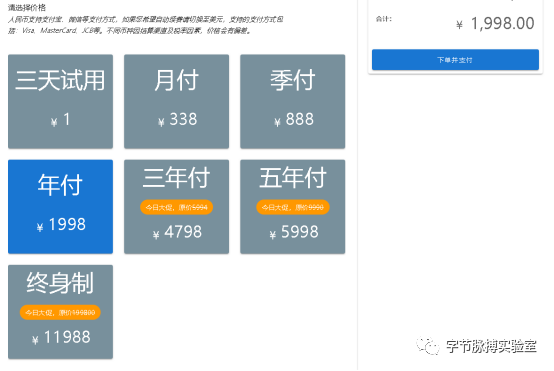 请选择价格
人民币支持支付宝、微信等支付方式，如果您希望自动续费请切换至美元，支持的支付方式包
括：Visa、MasterCard、JCB等。不同币种因结算渠道及税率因素，价格会有偏差。
合计：
¥ 1,998.00
下单并支付
三天试用
¥ 1
月付
¥ 338
季付
¥ 888
年付
¥ 1998
三年付
今日大促，原价5994
¥ 4798
五年付
今日大促，原价9990
¥ 5998
终身制
今日大促，原价199800
¥ 11988
字节脉搏实验室